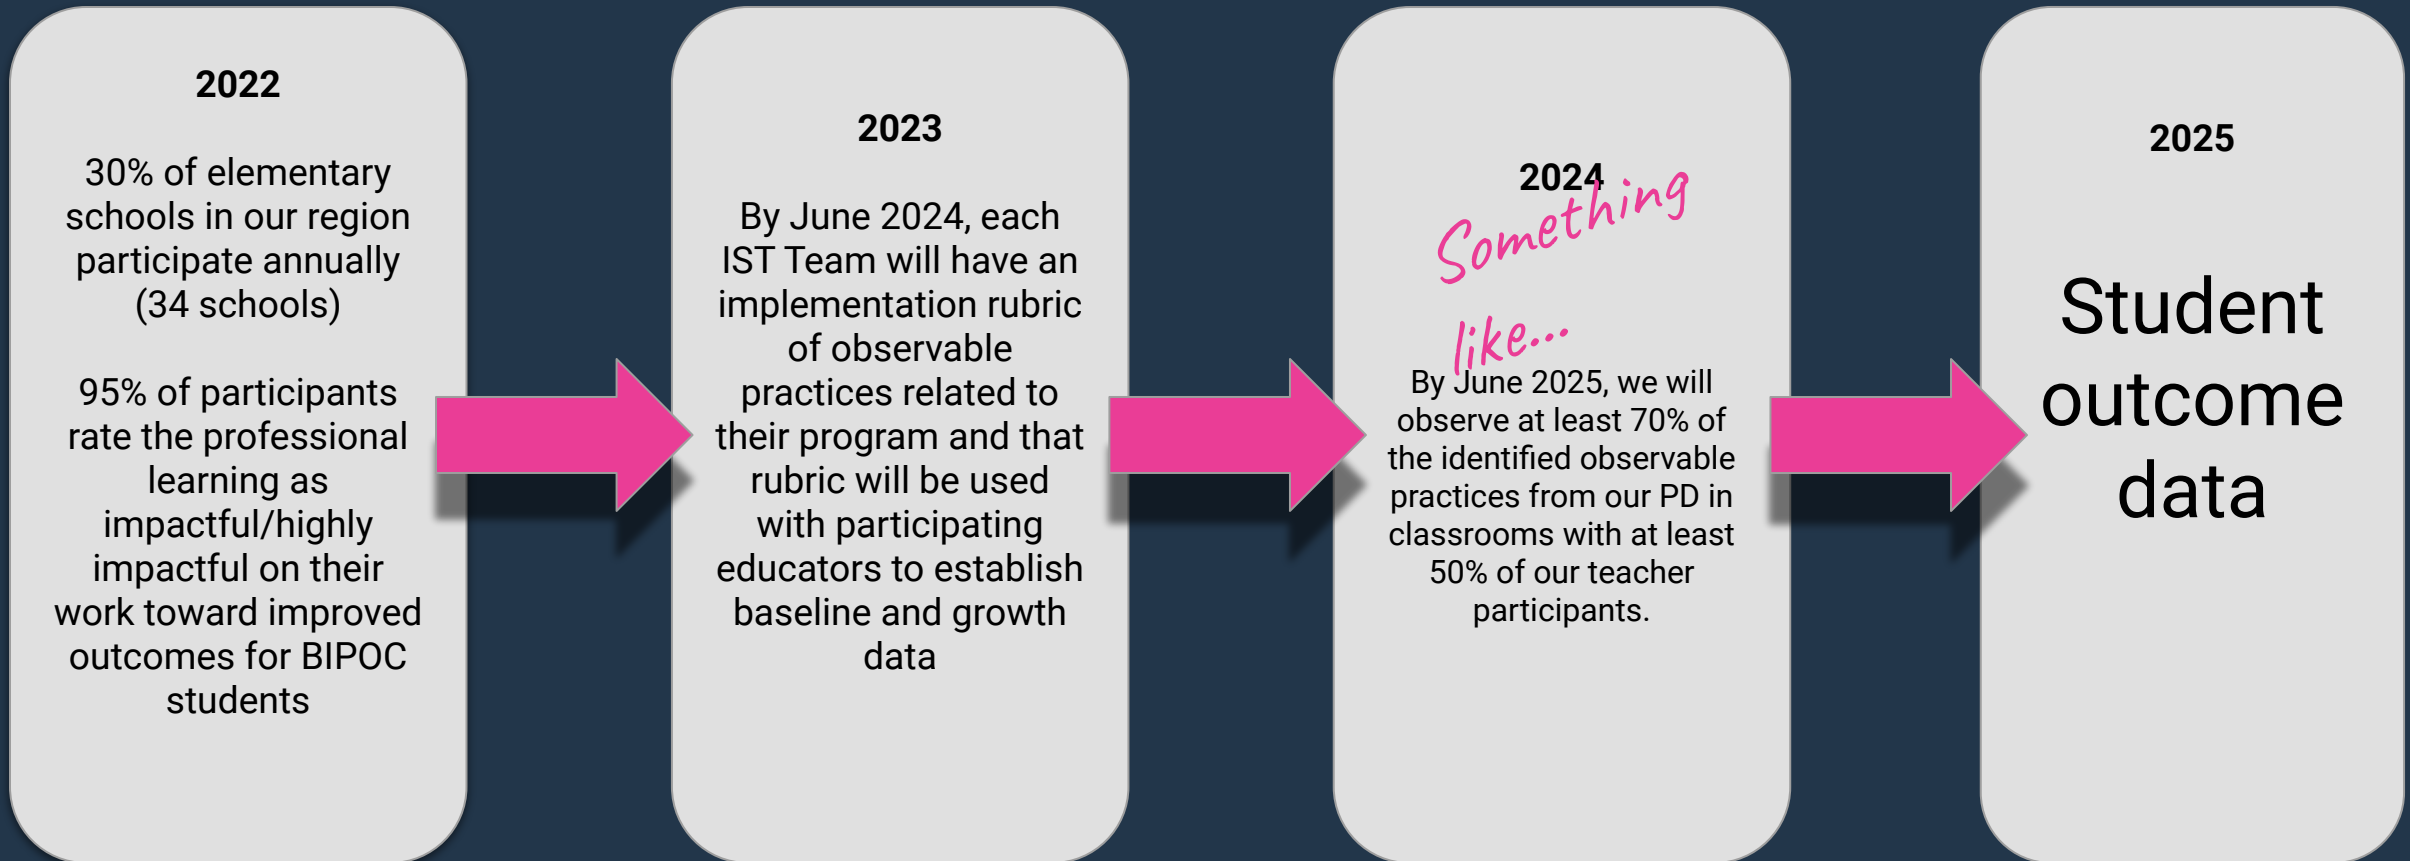 2022
30% of elementary
schools in our region
participate annually
(34 schools)
95% of participants
rate the professional
learning as
impactful/highly
impactful on their
work toward improved
outcomes for BIPOC
students
2023
By June 2024, each
IST Team will have an
implementation rubric
of observable
practices related to
their program and that
rubric will be used
with participating
educators to establish
baseline and growth
data
2024
Something
like...
By June 2025, we will
observe at least 70% of
the identified observable
practices from our PD in
classrooms with at least
50% of our teacher
participants.
2025
Student
outcome
data